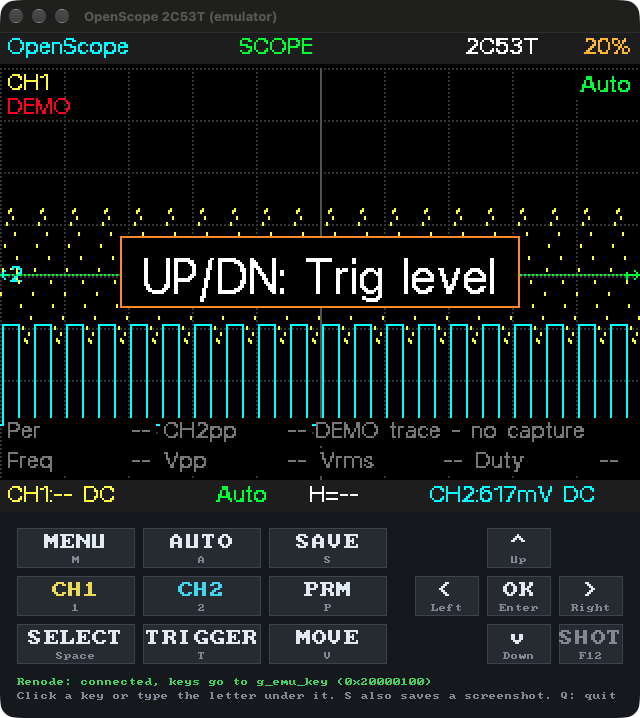 OpenScope 2C53T (emulator)
OpenScope SCOPE 2C53T 20%
CH1 Auto
DEMO
2
UP/DN: Trig level
Per -- CH2pp -- DEMO trace - no capture
Freq -- Vpp -- Vrms -- Duty --
CH1:-- DC Auto H=-- CH2:617mV DC
MENU AUTO SAVE ^
M A S Up
CH1 CH2 PRM < OK >
1 2 P Left Enter Right
SELECT TRIGGER MOVE v SHOT
Space T V Down F12
Renode: connected, keys go to g_emu_key (0x20000100)
Click a key or type the letter under it. S also saves a screenshot. Q: quit